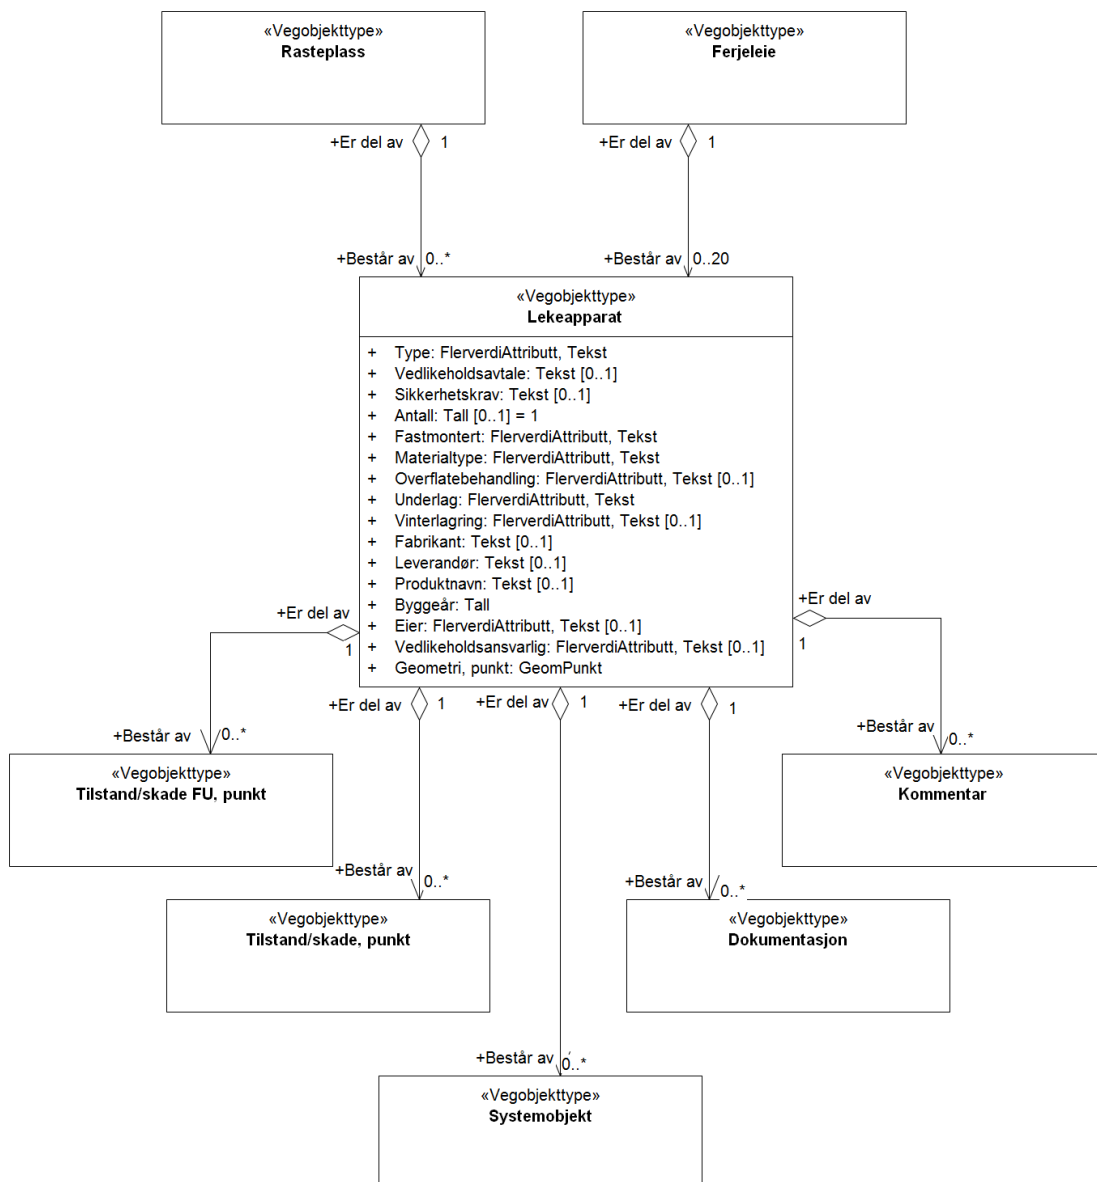 «Vegobjekttype»
Rasteplass
«Vegobjekttype»
Ferjeleie
+Er del av 1
+Er del av 1
+Består av 0..*
+Består av 0..20
«Vegobjekttype»
Lekeapparat
+ Type: FlerverdiAttributt, Tekst
+ Vedlikeholdsavtale: Tekst [0..1]
+ Sikkerhetskrav: Tekst [0..1]
+ Antall: Tall [0..1] = 1
+ Fastmontert: FlerverdiAttributt, Tekst
+ Materialtype: FlerverdiAttributt, Tekst
+ Overflatebehandling: FlerverdiAttributt, Tekst [0..1]
+ Underlag: FlerverdiAttributt, Tekst
+ Vinterlagring: FlerverdiAttributt, Tekst [0..1]
+ Fabrikant: Tekst [0..1]
+ Leverandør: Tekst [0..1]
+ Produktnavn: Tekst [0..1]
+ Byggeår: Tall
+ Eier: FlerverdiAttributt, Tekst [0..1]
+ Vedlikeholdsansvarlig: FlerverdiAttributt, Tekst [0..1]
+ Geometri, punkt: GeomPunkt
+Er del av
1
+Er del av
1
+Er del av 1
+Er del av 1
+Er del av 1
+Består av 0..*
«Vegobjekttype»
Tilstand/skade FU, punkt
+Består av 0..*
«Vegobjekttype»
Kommentar
+Består av 0..*
«Vegobjekttype»
Tilstand/skade, punkt
+Består av 0..*
«Vegobjekttype»
Dokumentasjon
+Består av 0..*
«Vegobjekttype»
Systemobjekt